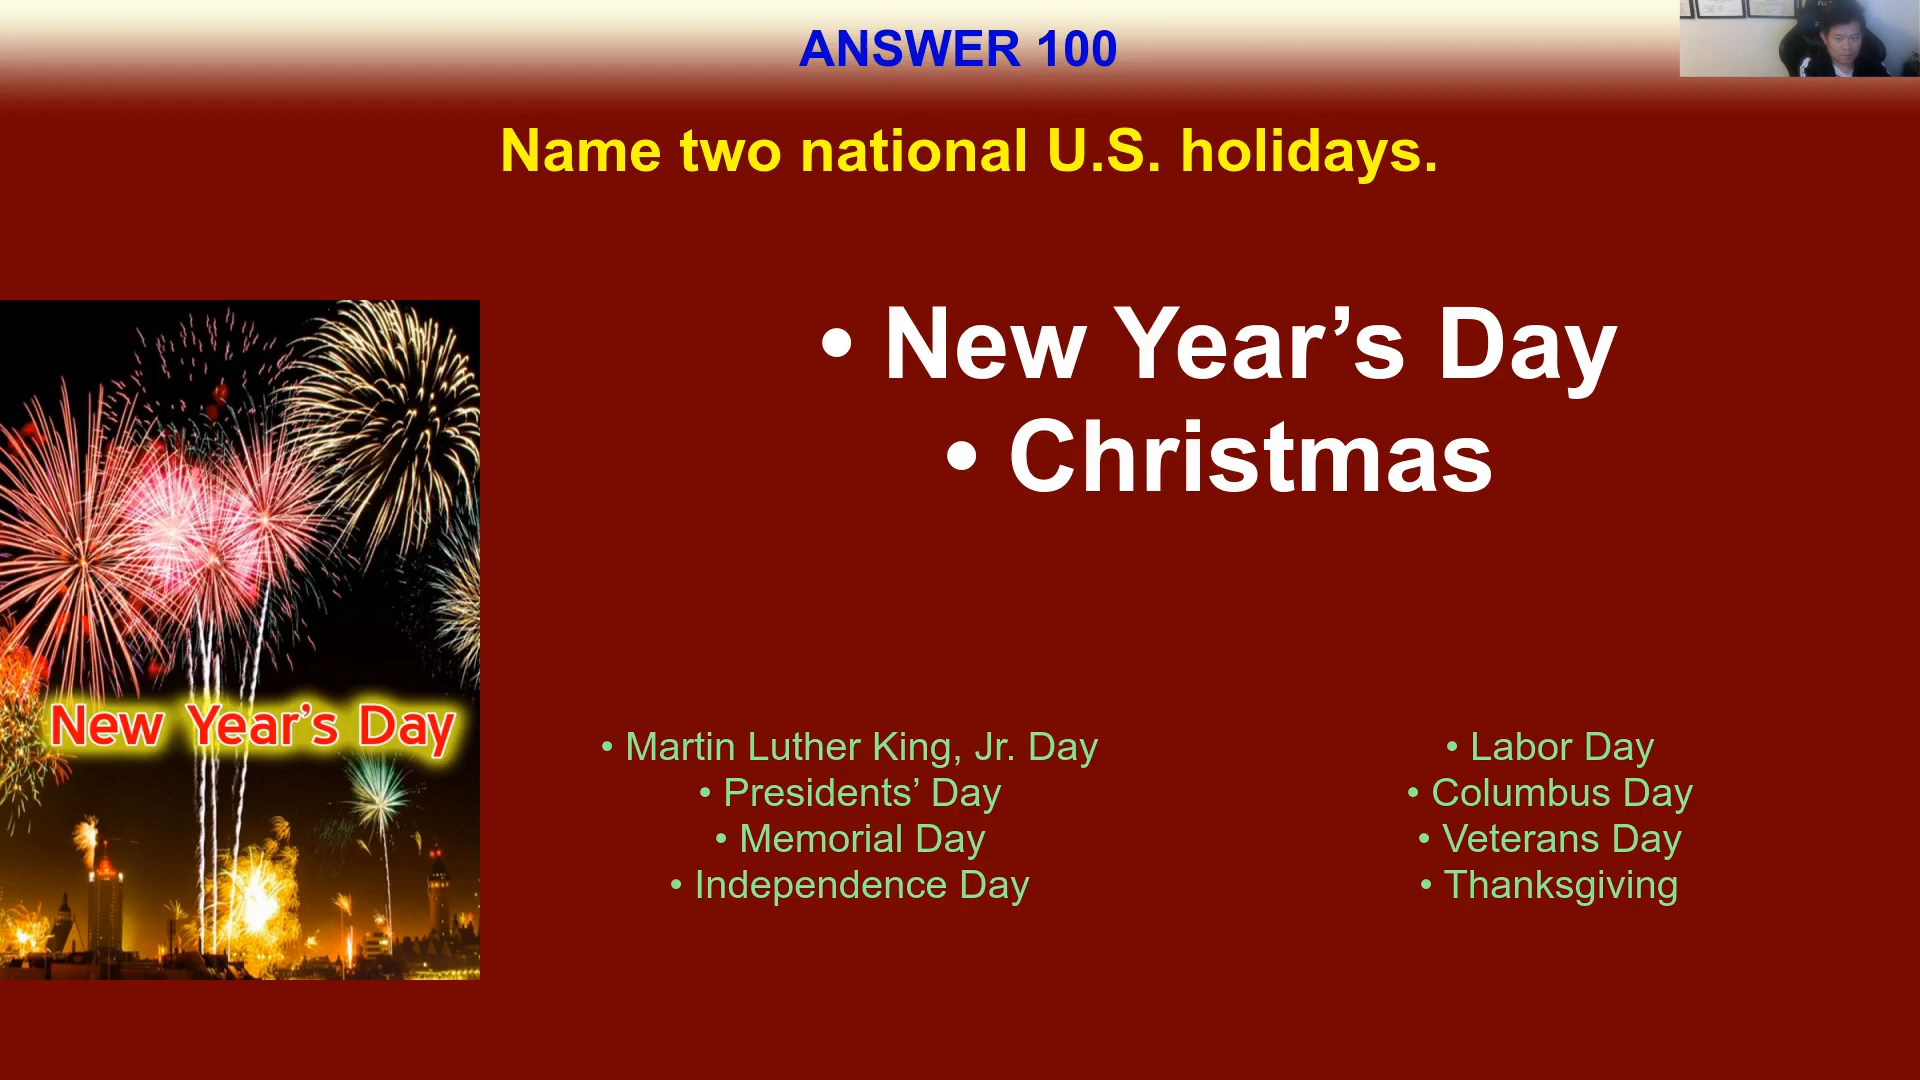 ANSWER 100
Name two national U.S. holidays.
• New Year’s Day
• Christmas
New Year’s Day
• Martin Luther King, Jr. Day
• Presidents’ Day
• Memorial Day
• Independence Day
• Labor Day
• Columbus Day
• Veterans Day
• Thanksgiving